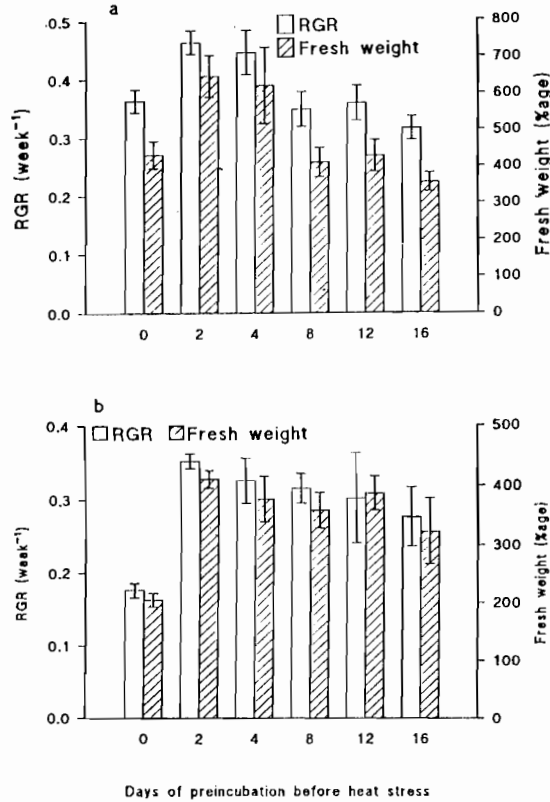 a
RGR
Fresh weight
0.5
0.4
0.3
0.2
0.1
0.0
RGR (week⁻¹)
800
700
600
500
400
300
200
100
0
Fresh Weight (%age)
0 2 4 8 12 16
b
RGR Fresh weight
0.4
0.3
0.2
0.1
0.0
RGR (week⁻¹)
500
400
300
200
100
0
Fresh weight (%age)
0 2 4 8 12 16
Days of preincubation before heat stress